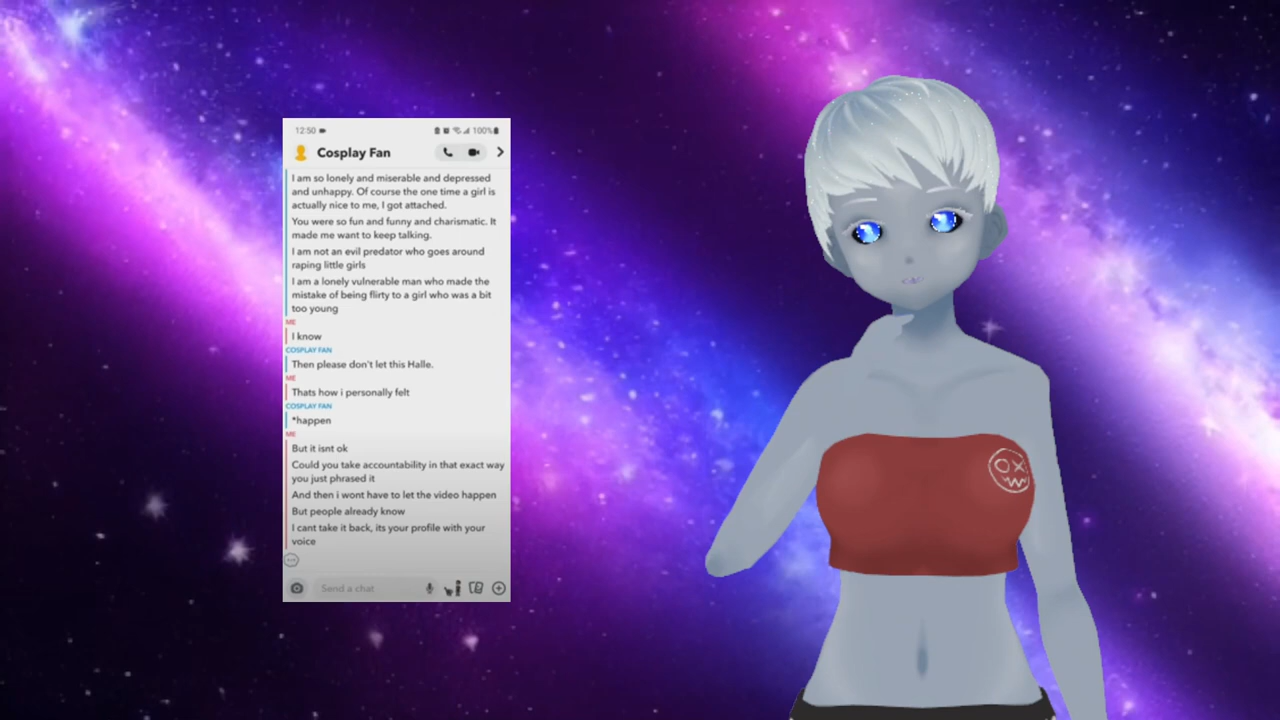 12:50
100%
Cosplay Fan
I am so lonely and miserable and depressed
and unhappy. Of course the one time a girl is
actually nice to me, I got attached.
You were so fun and funny and charismatic. It
made me want to keep talking.
I am not an evil predator who goes around
raping little girls
I am a lonely vulnerable man who made the
mistake of being flirty to a girl who was a bit
too young
ME
I know
COSPLAY FAN
Then please don't let this Halle.
ME
Thats how i personally felt
COSPLAY FAN
*happen
ME
But it isnt ok
Could you take accountability in that exact way
you just phrased it
And then i wont have to let the video happen
But people already know
I cant take it back, its your profile with your
voice
Send a chat